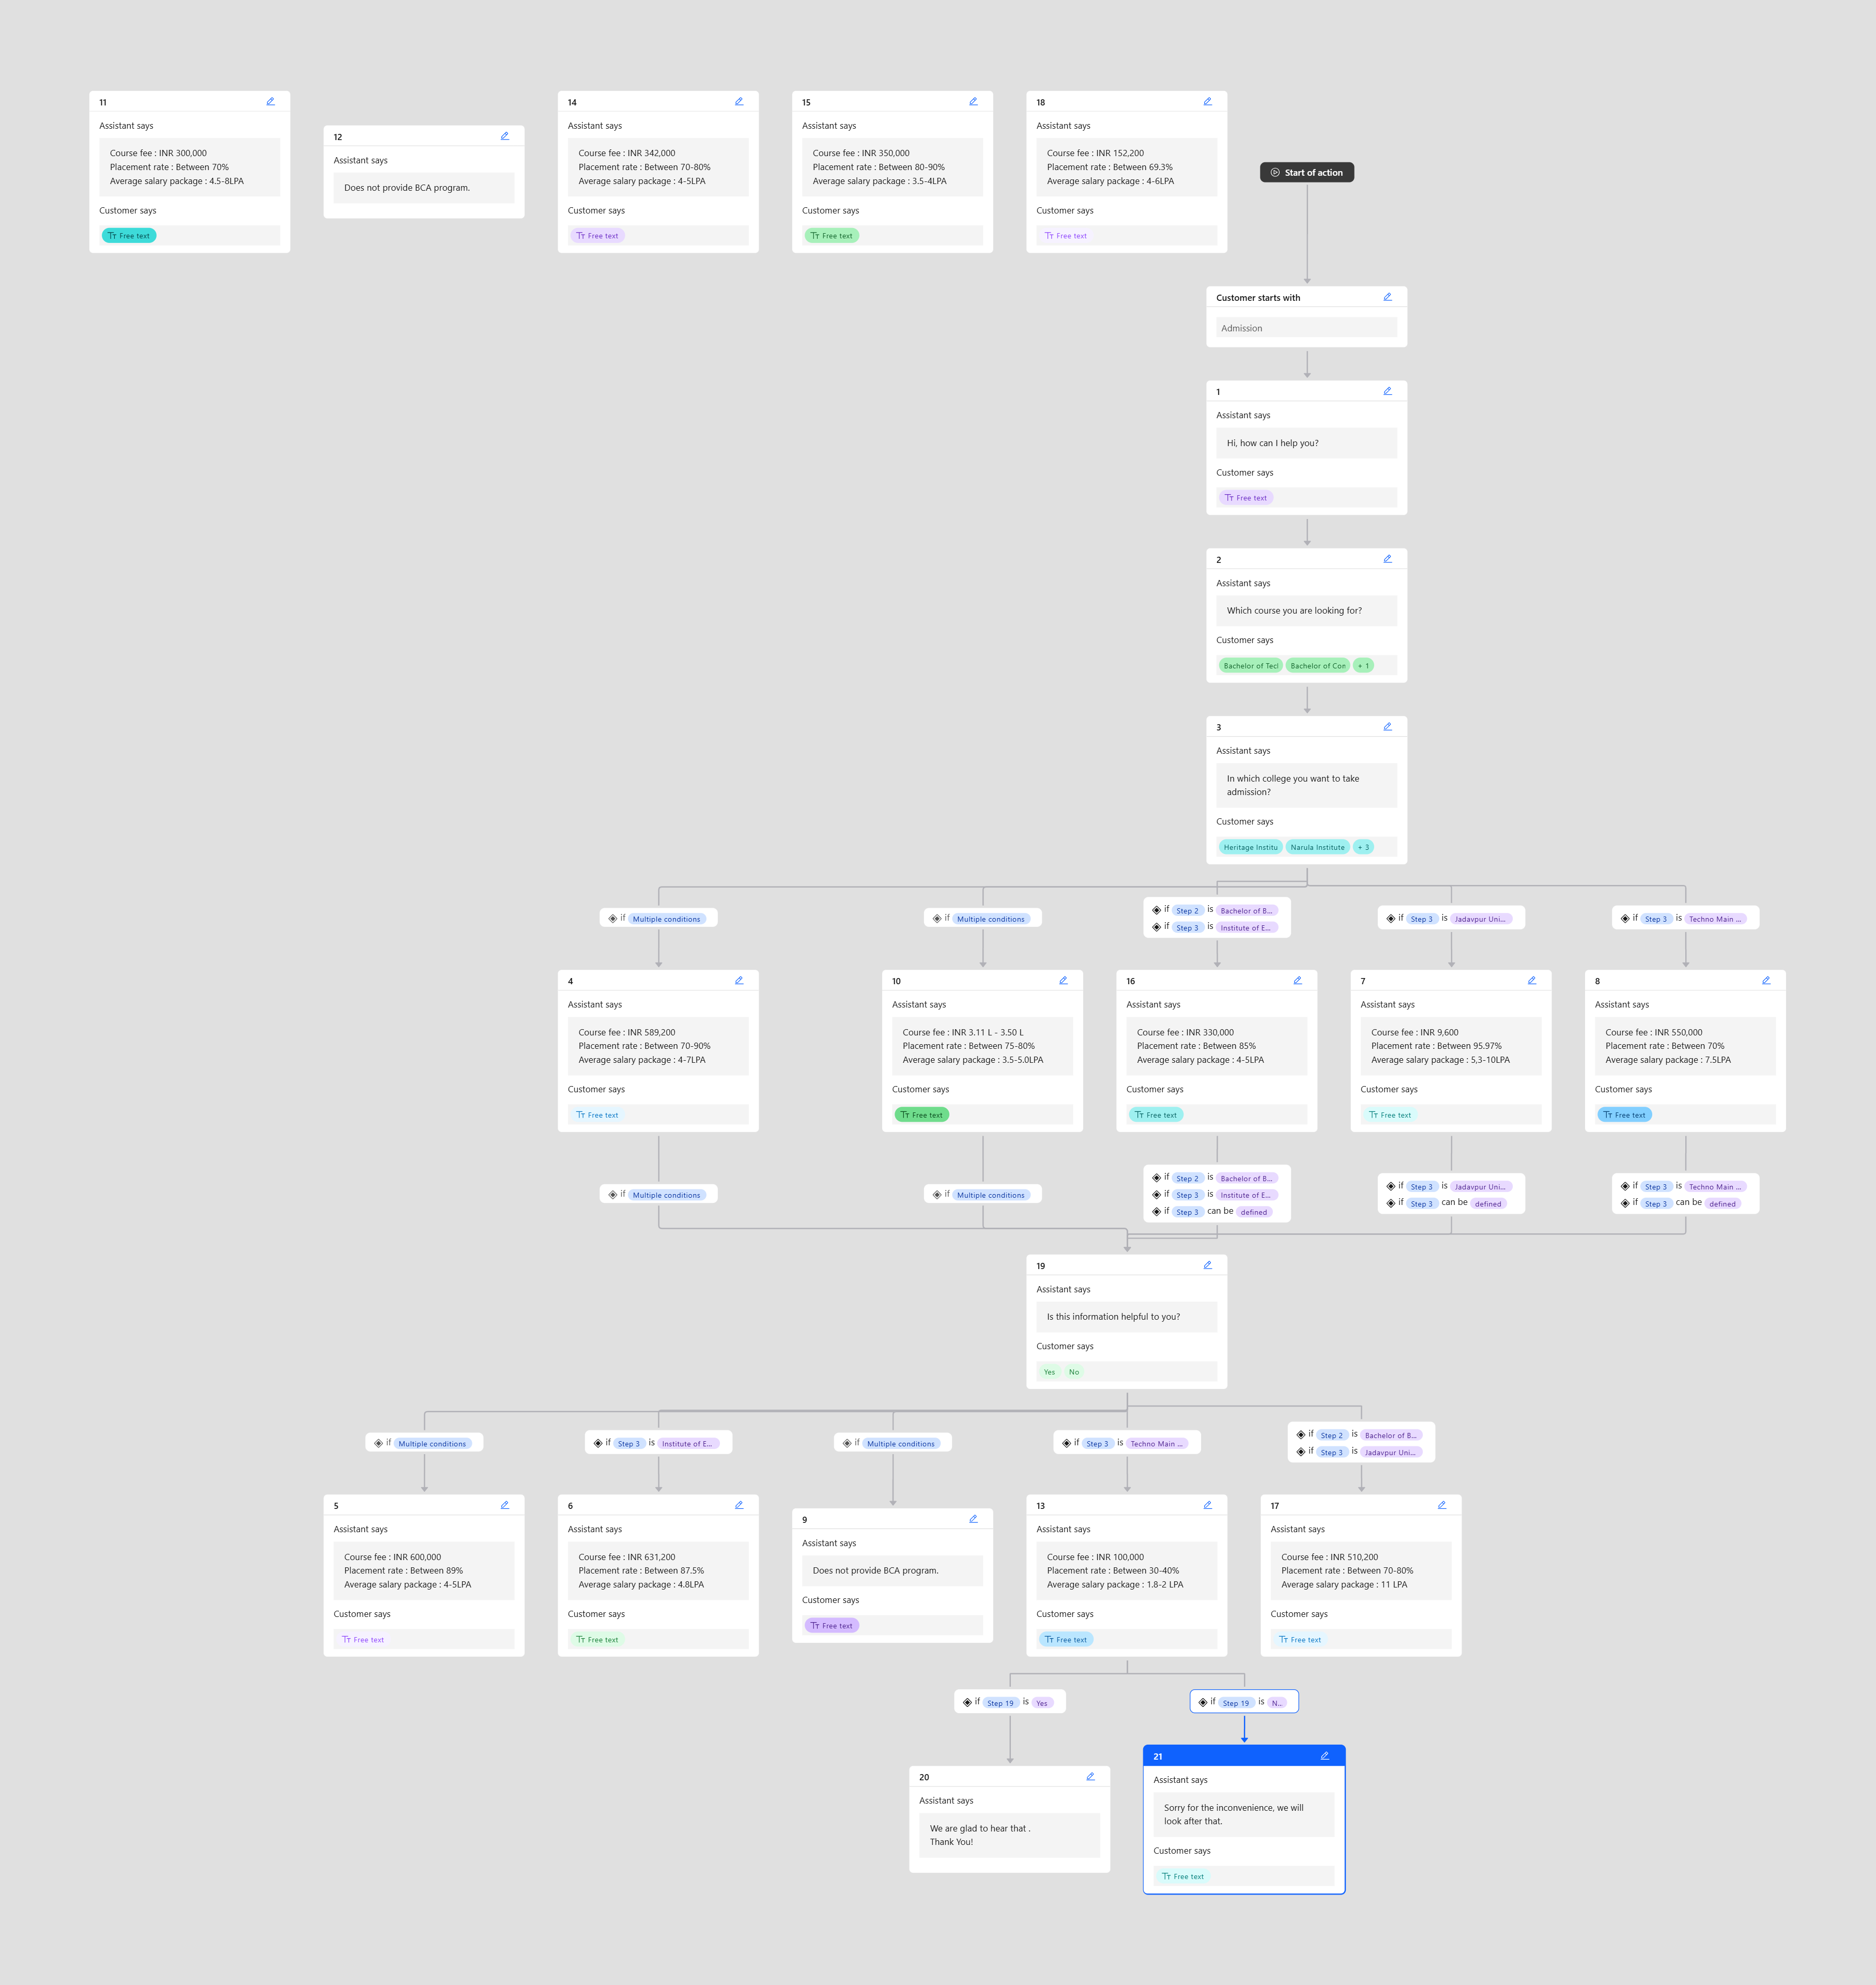 11
Assistant says
Course fee : INR 300,000
Placement rate : Between 70%
Average salary package : 4.5-8LPA
Customer says
Free text
12
Assistant says
Does not provide BCA program.
14
Assistant says
Course fee : INR 342,000
Placement rate : Between 70-80%
Average salary package : 4-5LPA
Customer says
Free text
15
Assistant says
Course fee : INR 350,000
Placement rate : Between 80-90%
Average salary package : 3.5-4LPA
Customer says
Free text
18
Assistant says
Course fee : INR 152,200
Placement rate : Between 69.3%
Average salary package : 4-6LPA
Customer says
Free text
Start of action
Customer starts with
Admission
1
Assistant says
Hi, how can I help you?
Customer says
Free text
2
Assistant says
Which course you are looking for?
Customer says
Bachelor of Tecl Bachelor of Con + 1
3
Assistant says
In which college you want to take
admission?
Customer says
Heritage Institu Narula Institute + 3
if Multiple conditions
if Multiple conditions
if Step 2 is Bachelor of B...
if Step 3 is Institute of E...
if Step 3 is Jadavpur Uni...
if Step 3 is Techno Main ...
4
Assistant says
Course fee : INR 589,200
Placement rate : Between 70-90%
Average salary package : 4-7LPA
Customer says
Free text
10
Assistant says
Course fee : INR 3.11 L - 3.50 L
Placement rate : Between 75-80%
Average salary package : 3.5-5.0LPA
Customer says
Free text
16
Assistant says
Course fee : INR 330,000
Placement rate : Between 85%
Average salary package : 4-5LPA
Customer says
Free text
7
Assistant says
Course fee : INR 9,600
Placement rate : Between 95.97%
Average salary package : 5,3-10LPA
Customer says
Free text
8
Assistant says
Course fee : INR 550,000
Placement rate : Between 70%
Average salary package : 7.5LPA
Customer says
Free text
if Multiple conditions
if Multiple conditions
if Step 2 is Bachelor of B...
if Step 3 is Institute of E...
if Step 3 can be defined
if Step 3 is Jadavpur Uni...
if Step 3 can be defined
if Step 3 is Techno Main ...
if Step 3 can be defined
19
Assistant says
Is this information helpful to you?
Customer says
Yes No
if Multiple conditions
if Step 3 is Institute of E...
if Multiple conditions
if Step 3 is Techno Main ...
if Step 2 is Bachelor of B...
if Step 3 is Jadavpur Uni...
5
Assistant says
Course fee : INR 600,000
Placement rate : Between 89%
Average salary package : 4-5LPA
Customer says
Free text
6
Assistant says
Course fee : INR 631,200
Placement rate : Between 87.5%
Average salary package : 4.8LPA
Customer says
Free text
9
Assistant says
Does not provide BCA program.
Customer says
Free text
13
Assistant says
Course fee : INR 100,000
Placement rate : Between 30-40%
Average salary package : 1.8-2 LPA
Customer says
Free text
17
Assistant says
Course fee : INR 510,200
Placement rate : Between 70-80%
Average salary package : 11 LPA
Customer says
Free text
if Step 19 is Yes
if Step 19 is N...
20
Assistant says
We are glad to hear that .
Thank You!
21
Assistant says
Sorry for the inconvenience, we will
look after that.
Customer says
Free text